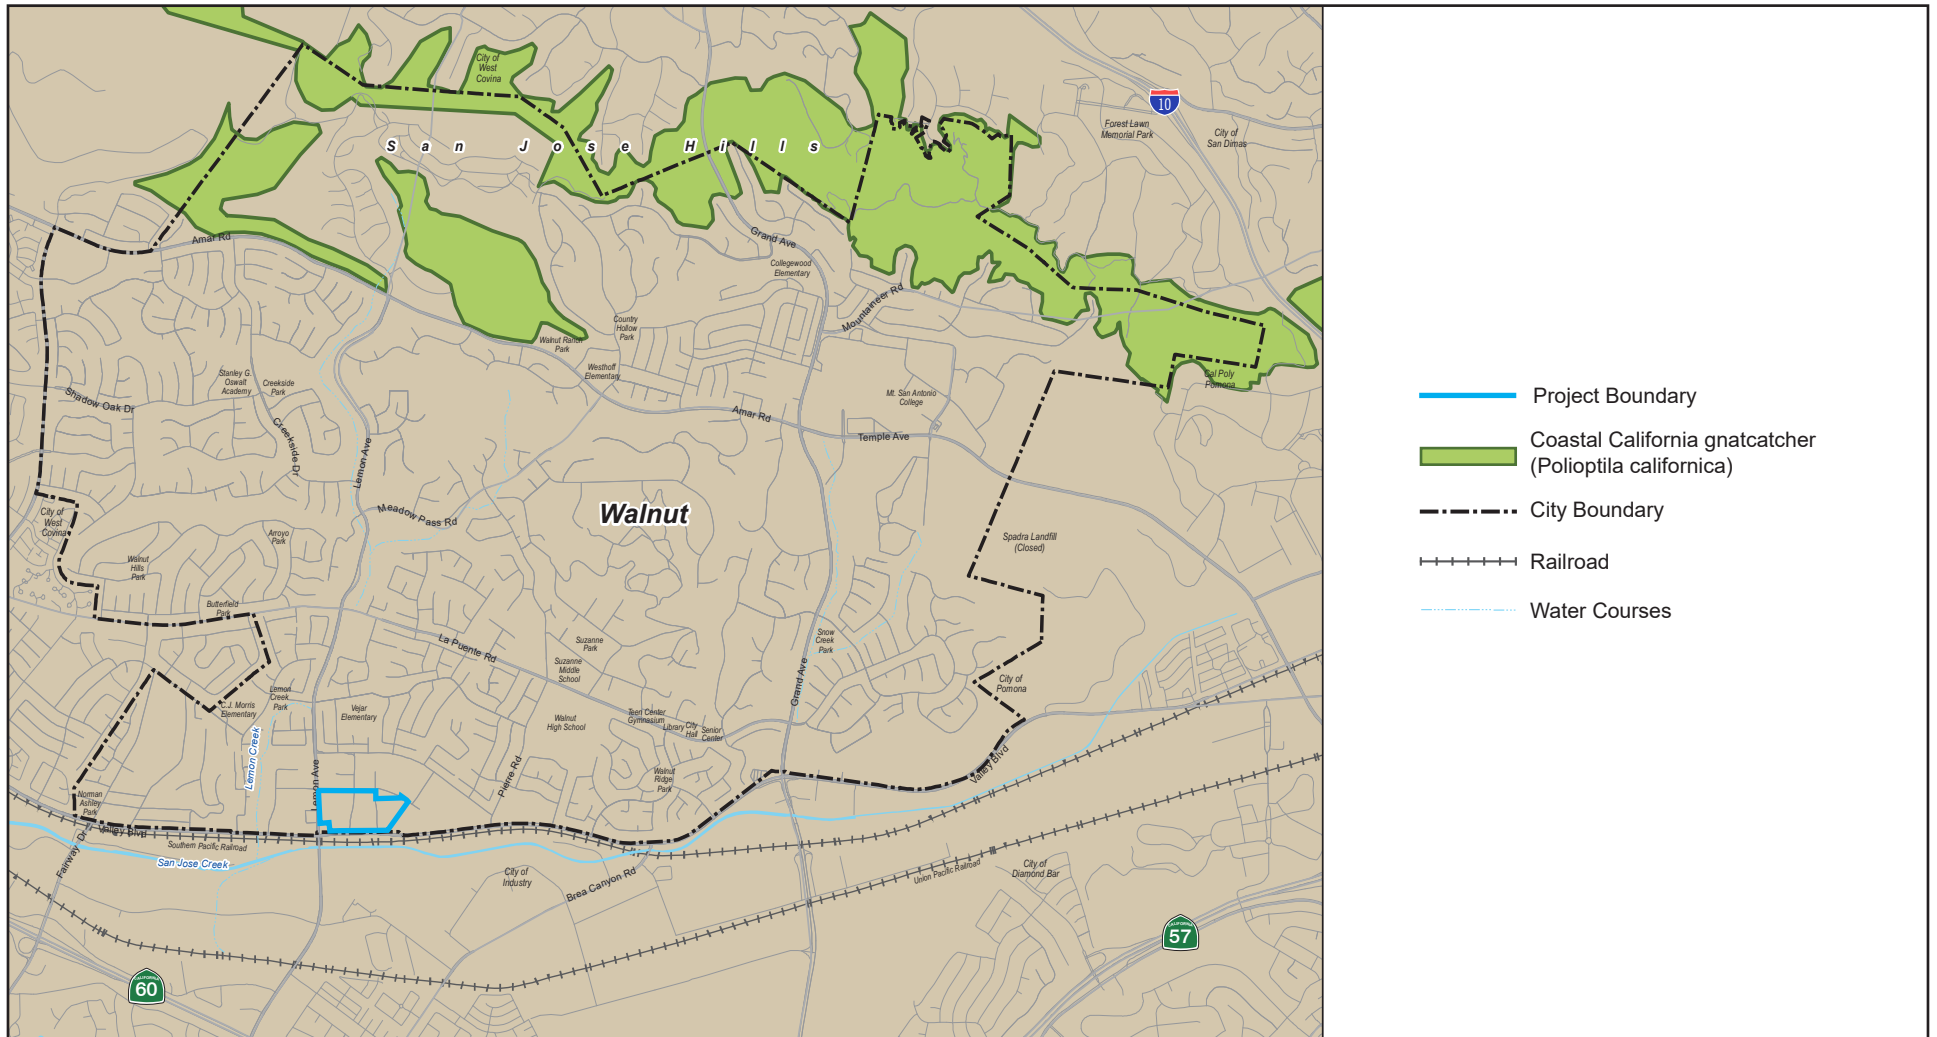 City of
West
Covina
10
Forest Lawn
Memorial Park
City of
San Dimas
San Jose Hills
Amar Rd
Grand Ave
Collegewood
Elementary
Mountaineer Rd
Country
Hollow
Park
Walnut Ranch
Park
Westhoff
Elementary
Stanley G.
Oswalt
Academy
Creekside
Park
Cal Poly
Pomona
Shadow Oak Dr
Creekside Dr
Lemon Ave
Amar Rd
Mt. San Antonio
College
Temple Ave
Meadow Pass Rd
Walnut
City of
West
Covina
Arroyo
Park
Walnut
Hills
Park
Spadra Landfill
(Closed)
Butterfield
Park
La Puente Rd
Suzanne
Park
Suzanne
Middle
School
Snow
Creek
Park
Grand Ave
City of
Pomona
Lemon
Creek
Park
C.J. Morris
Elementary
Vejar
Elementary
Walnut
High School
Teen Center
Gymnasium
Library
City
Hall
Senior
Center
Lemon Creek
Lemon Ave
Pierre Rd
Walnut
Ridge
Park
Valley Blvd
Norman
Ashley
Park
Valley Blvd
Southern Pacific Railroad
Fairway Dr
San Jose Creek
City of
Industry
Brea Canyon Rd
Union Pacific Railroad
City of
Diamond Bar
CALIFORNIA
57
CALIFORNIA
60
Project Boundary
Coastal California gnatcatcher
(Polioptila californica)
City Boundary
Railroad
Water Courses